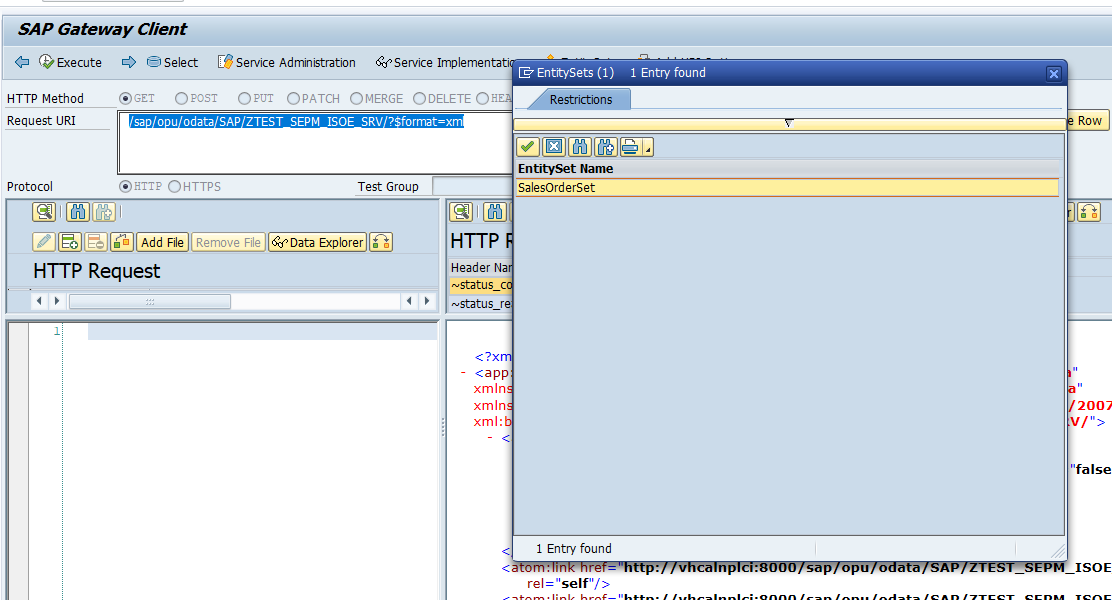 SAP Gateway Client
Execute Select Service Administration Service Implementation
HTTP Method GET POST PUT PATCH MERGE DELETE HEA
Request URI /sap/opu/odata/SAP/ZTEST_SEPM_ISOE_SRV/?$format=xml
Protocol HTTP HTTPS Test Group
EntitySets (1) 1 Entry found
Restrictions
e Row
EntitySet Name
SalesOrderSet
1 Entry found
Add File Remove File Data Explorer
HTTP Request
1
HTTP R
Header Nam
~status_co
~status_re
<?xm
- <app:
a"
xmlns
a"
xmlns
/2007
xml:b
RV/">
- <
"false
<
<atom:link href="http://vhcalnplci:8000/sap/opu/odata/SAP/ZTEST_SEPM_ISOE
rel="self"/>
<atom:link href="http://vhcalnplci:8000/sap/opu/odata/SAP/ZTEST_SEPM_ISOE